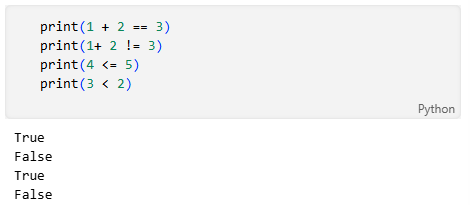 print(1 + 2 == 3)
print(1+ 2 != 3)
print(4 <= 5)
print(3 < 2)
Python
True
False
True
False